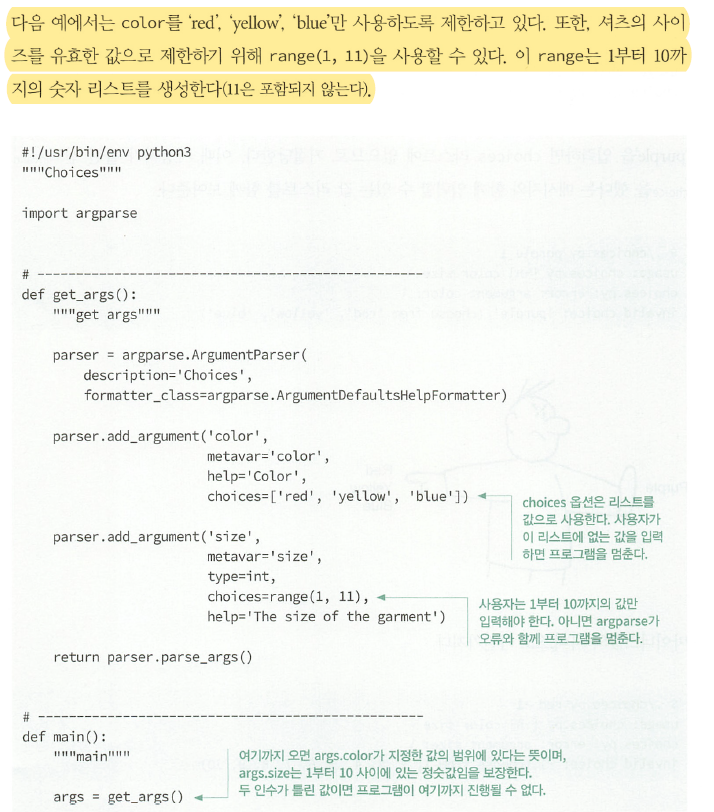 다음 예에서는 color를 ‘red’, ‘yellow’, ‘blue’만 사용하도록 제한하고 있다. 또한, 셔츠의 사이
즈를 유효한 값으로 제한하기 위해 range(1, 11)을 사용할 수 있다. 이 range는 1부터 10까
지의 숫자 리스트를 생성한다(11은 포함되지 않는다).
#!/usr/bin/env python3
"""Choices"""
import argparse
# --------------------------------------------------
def get_args():
"""get args"""
parser = argparse.ArgumentParser(
description='Choices',
formatter_class=argparse.ArgumentDefaultsHelpFormatter)
parser.add_argument('color',
metavar='color',
help='Color',
choices=['red', 'yellow', 'blue'])
choices 옵션은 리스트를
값으로 사용한다. 사용자가
이 리스트에 없는 값을 입력
하면 프로그램을 멈춘다.
parser.add_argument('size',
metavar='size',
type=int,
choices=range(1, 11),
help='The size of the garment')
사용자는 1부터 10까지의 값만
입력해야 한다. 아니면 argparse가
오류와 함께 프로그램을 멈춘다.
return parser.parse_args()
# --------------------------------------------------
def main():
"""main"""
여기까지 오면 args.color가 지정한 값의 범위에 있다는 뜻이며,
args.size는 1부터 10 사이에 있는 정숫값임을 보장한다.
두 인수가 틀린 값이면 프로그램이 여기까지 진행될 수 없다.
args = get_args()